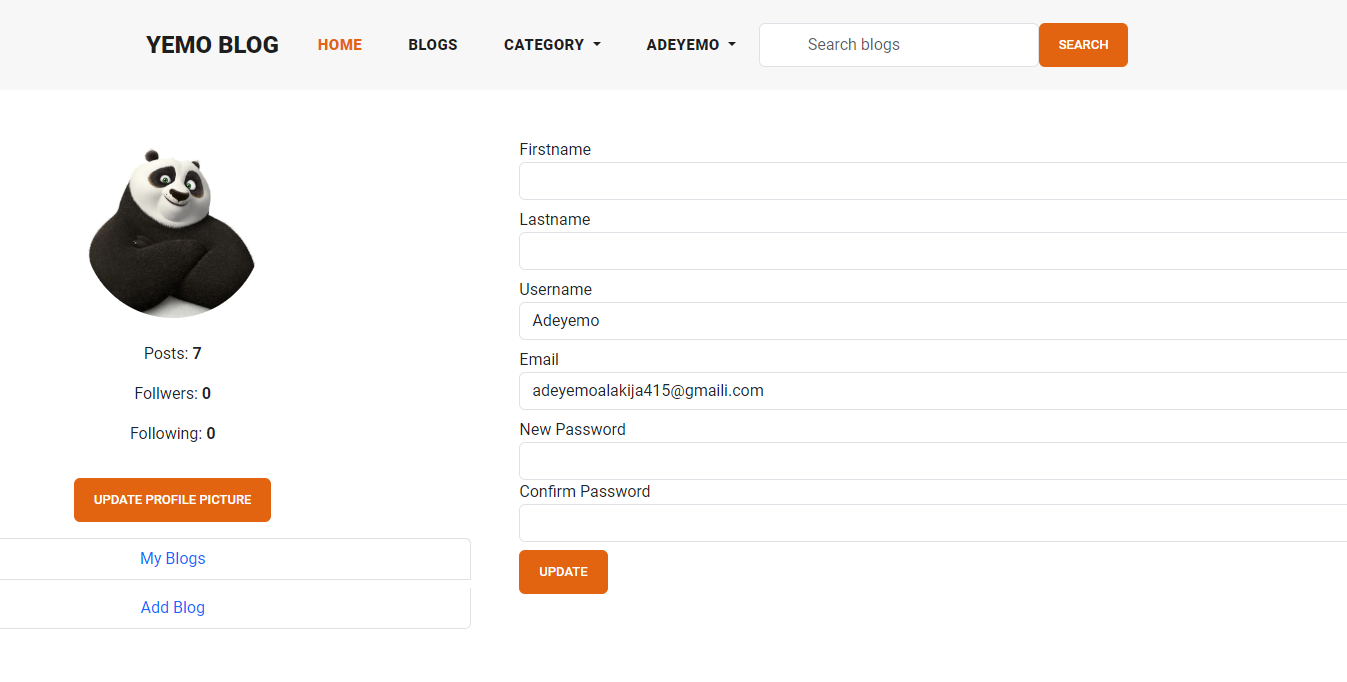 YEMO BLOG HOME BLOGS CATEGORY ADEYEMO Search blogs SEARCH
Posts: 7
Follwers: 0
Following: 0
UPDATE PROFILE PICTURE
My Blogs
Add Blog
Firstname
Lastname
Username
Adeyemo
Email
adeyemoalakija415@gmaili.com
New Password
Confirm Password
UPDATE